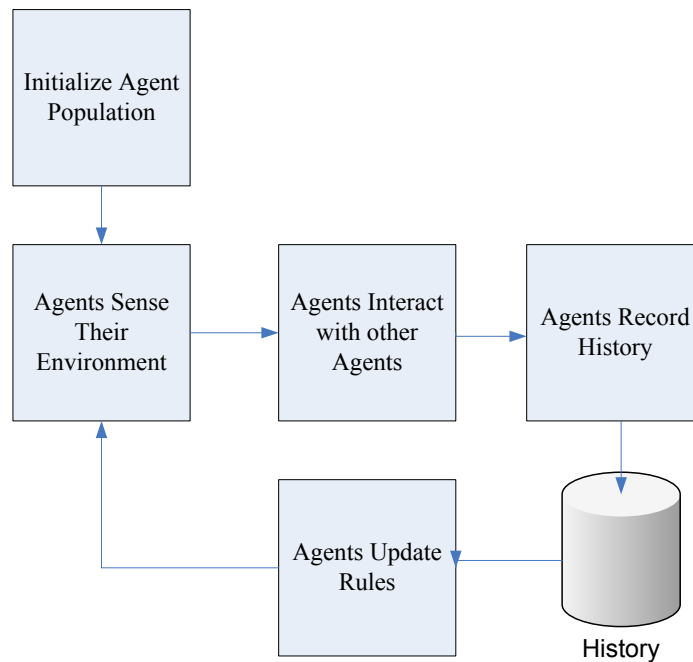 Initialize Agent
Population
Agents Sense
Their
Environment
Agents Interact
with other
Agents
Agents Record
History
Agents Update
Rules
History